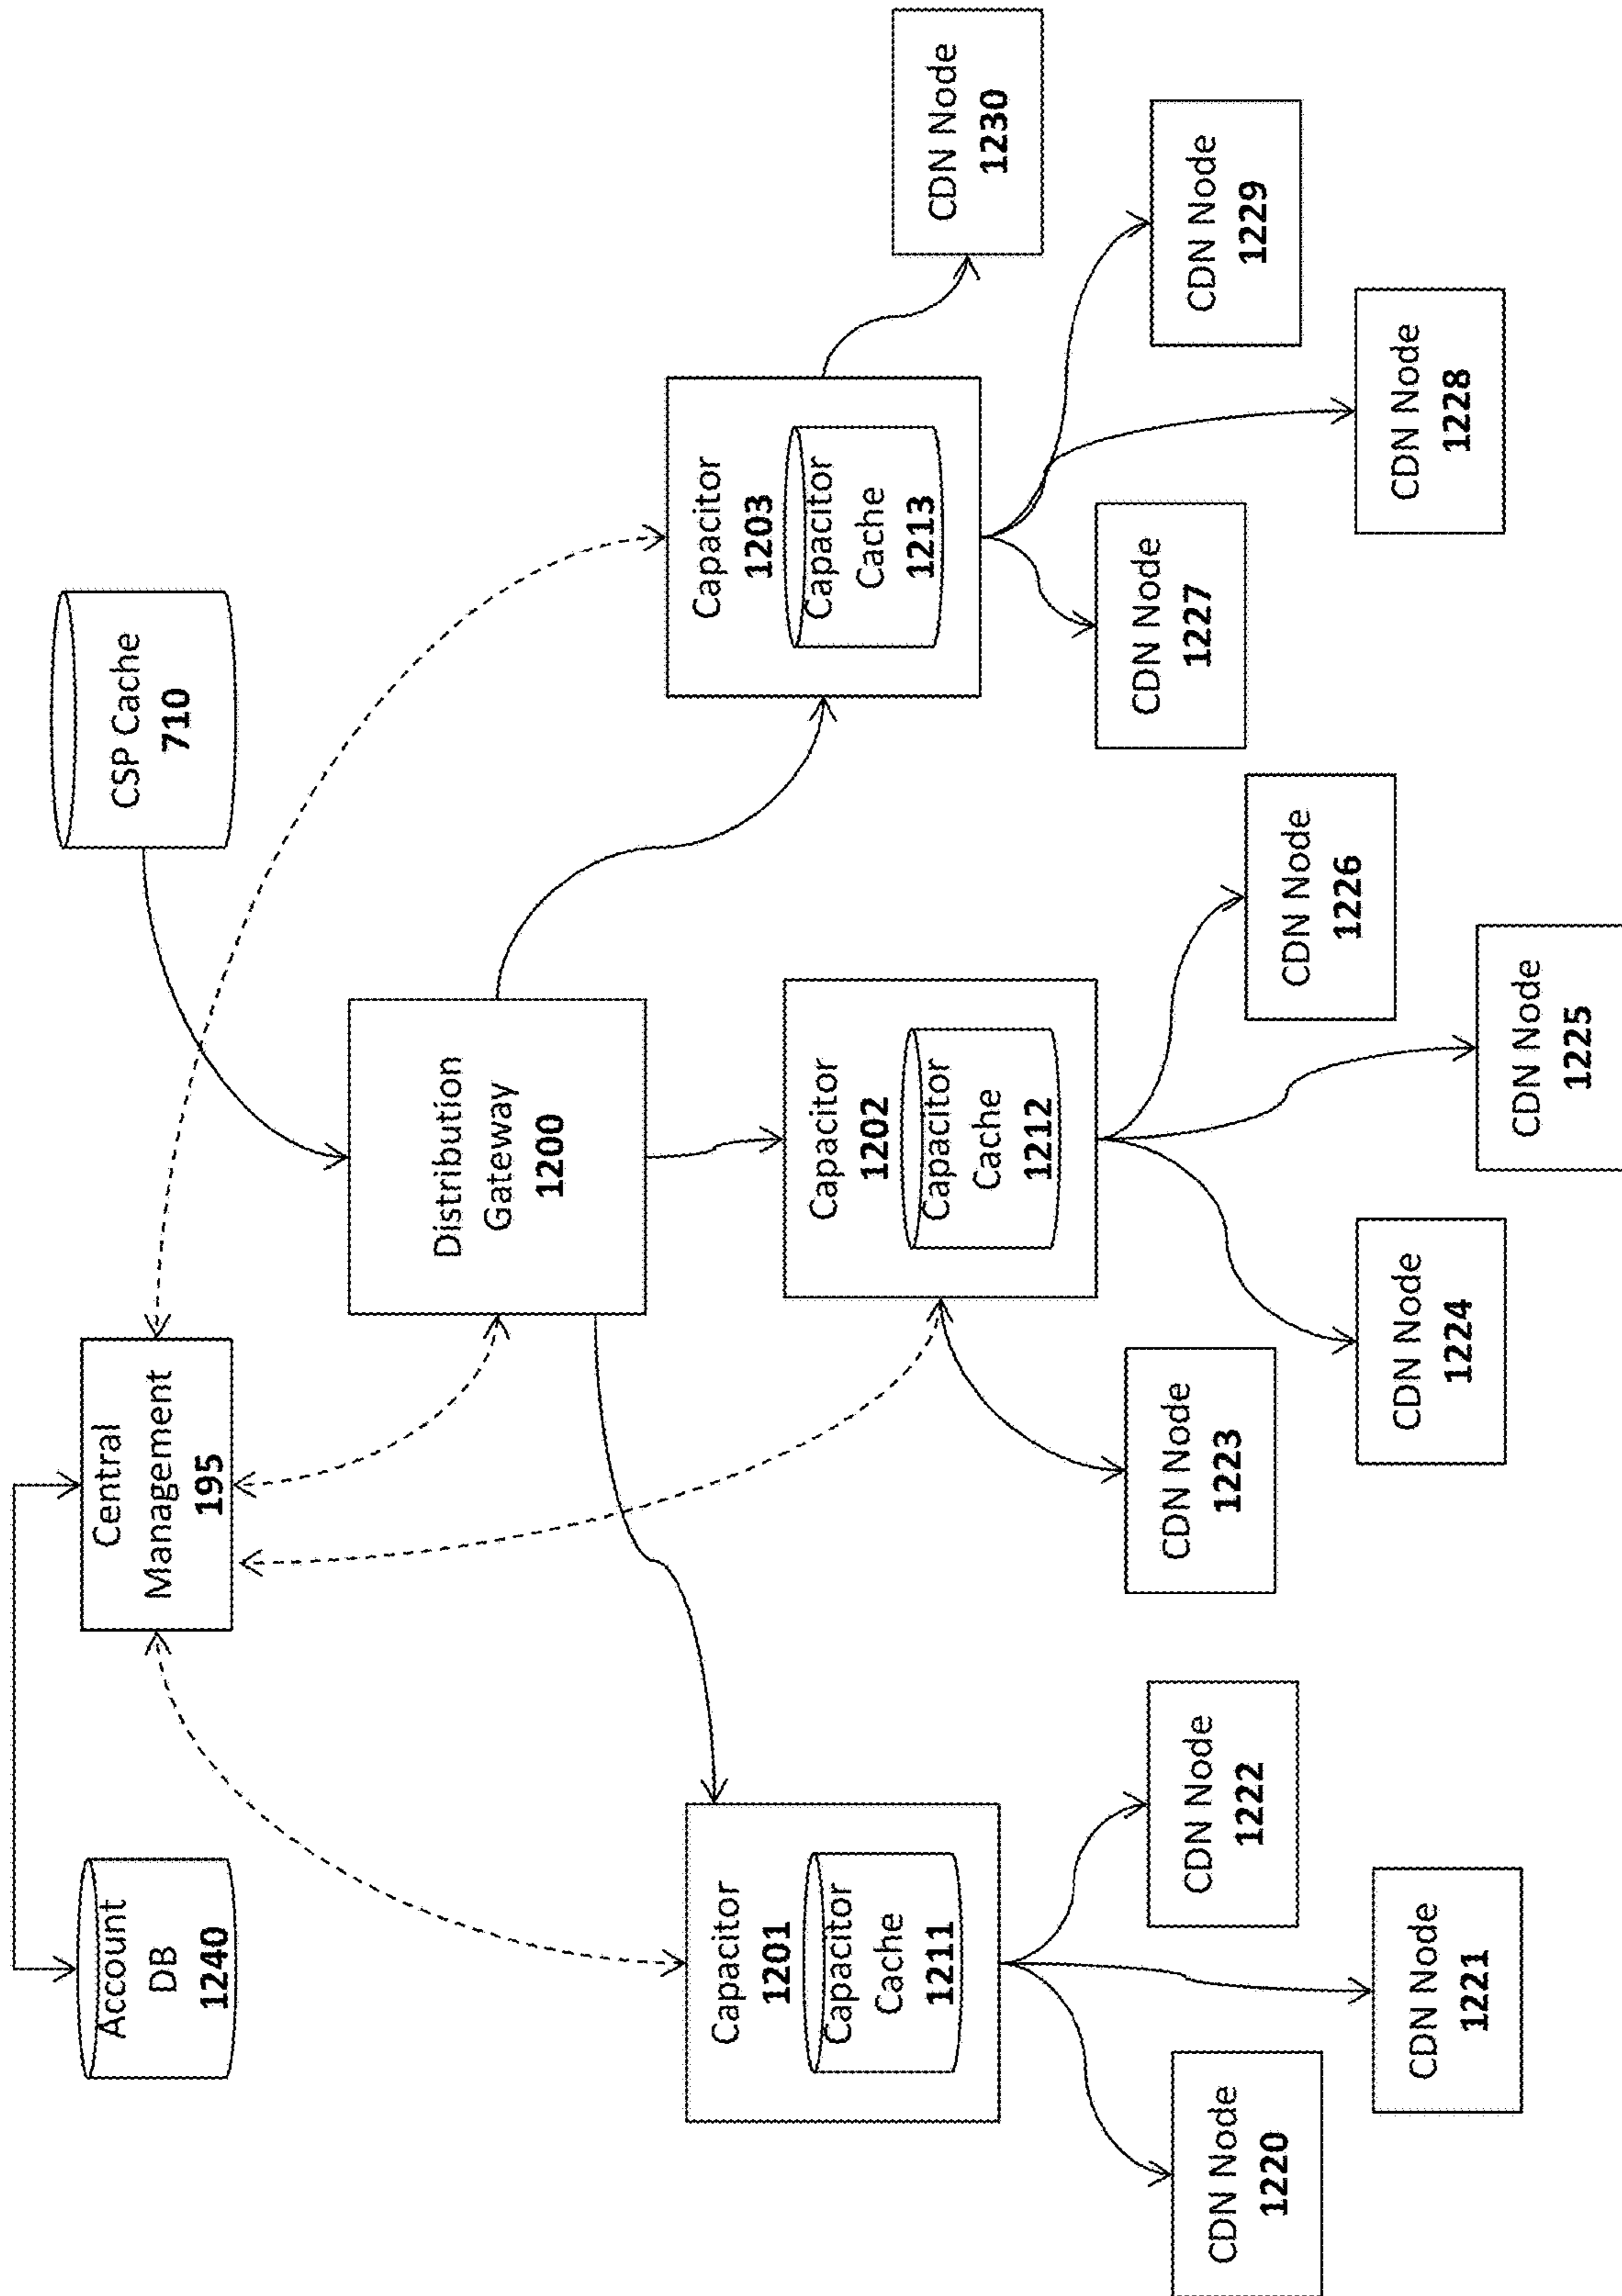 Account
DB
1240
Central
Management
195
CSP Cache
710
Distribution
Gateway
1200
Capacitor
1201
Capacitor
Cache
1211
Capacitor
1202
Capacitor
Cache
1212
Capacitor
1203
Capacitor
Cache
1213
CDN Node
1220
CDN Node
1221
CDN Node
1222
CDN Node
1223
CDN Node
1224
CDN Node
1225
CDN Node
1226
CDN Node
1227
CDN Node
1228
CDN Node
1229
CDN Node
1230